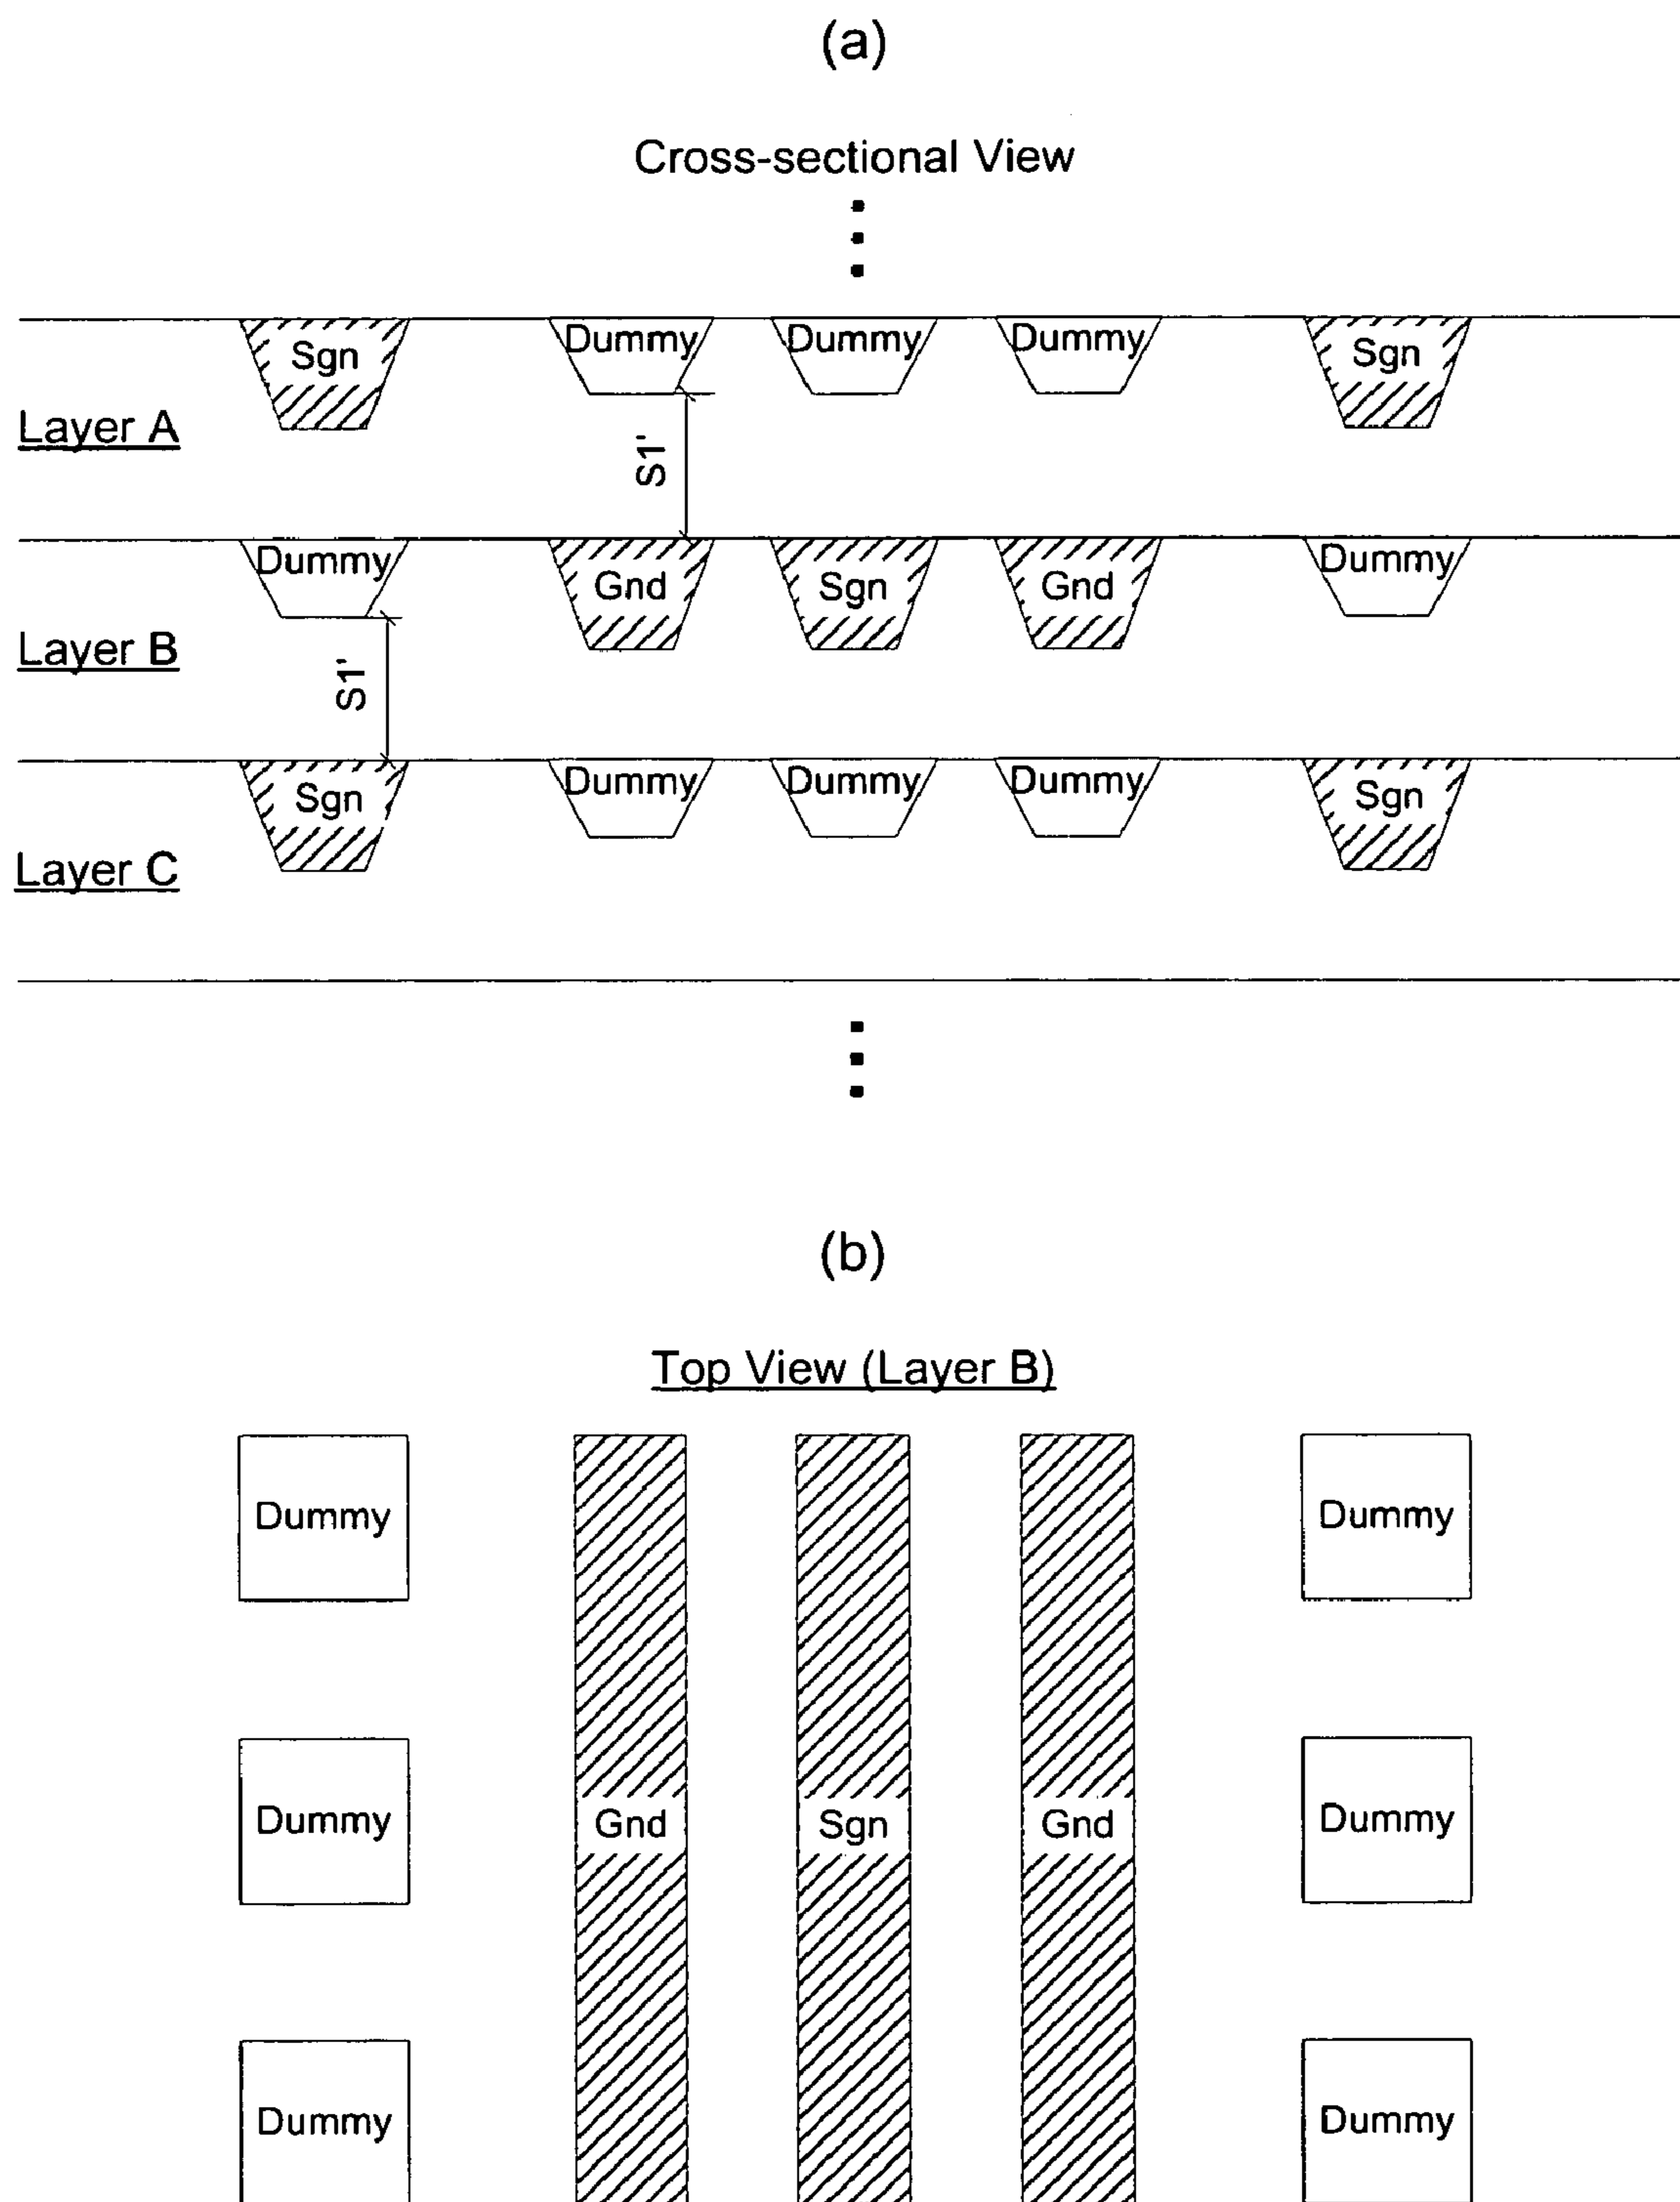 (a)
Cross-sectional View
Sgn Dummy Dummy Dummy Sgn
Layer A
S1'
Dummy Gnd Sgn Gnd Dummy
Layer B
S1'
Sgn Dummy Dummy Dummy Sgn
Layer C
(b)
Top View (Layer B)
Dummy Dummy
Dummy Gnd Sgn Gnd Dummy
Dummy Dummy